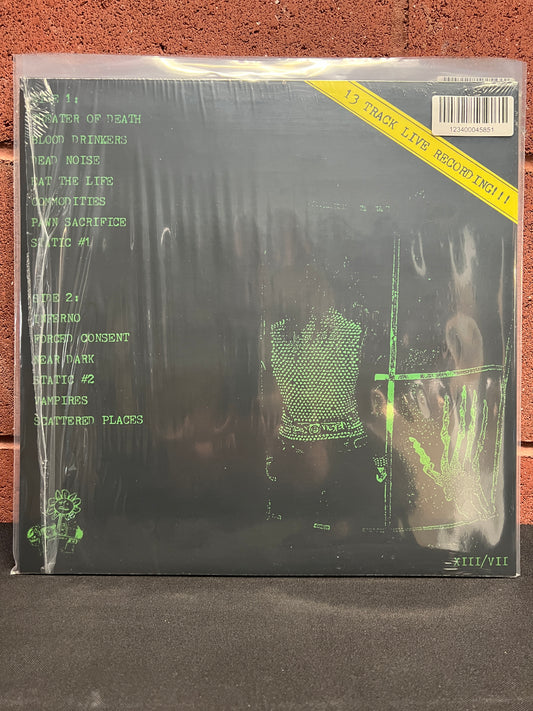 SIDE 1:
THEATER OF DEATH
BLOOD DRINKERS
DEAD NOISE
EAT THE LIFE
COMMODITIES
PAWN SACRIFICE
STATIC #1
SIDE 2:
INFERNO
FORCED CONSENT
NEAR DARK
STATIC #2
VAMPIRES
SCATTERED PLACES
13 TRACK LIVE RECORDING!!!
123400045851
XIII/VII